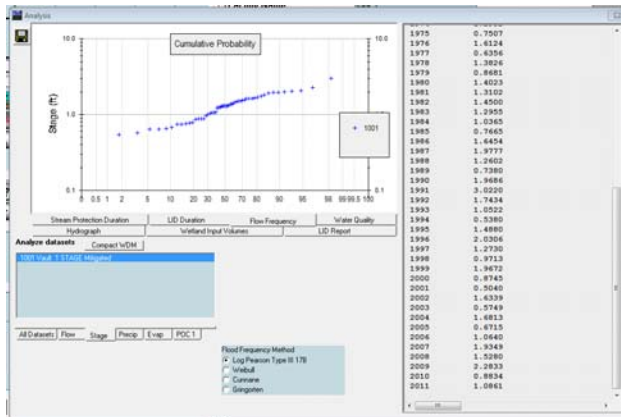 Analysis
Cumulative Probability
10.0
10.0
Stage (ft)
1.0
1.0
1001
0.1
0.1
0.5 1 2 5 10 20 30 50 70 80 90 95 98 99 99.5 100
Stream Protection Duration
LID Duration
Flow Frequency
Water Quality
Hydrograph
Wetland Input Volumes
LID Report
Analyze datasets
Compact WDM
1001 Vault 1 STAGE Mitigated
All Datasets
Flow
Stage
Precip
Evap
POC 1
Flood Frequency Method
Log Pearson Type III 17B
Weibull
Cunnane
Gringorten
1975 0.7507
1976 1.6124
1977 0.6356
1978 1.3826
1979 0.8681
1980 1.4023
1981 1.3102
1982 1.4500
1983 1.2955
1984 1.0365
1985 0.7665
1986 1.6454
1987 1.9777
1988 1.2602
1989 0.7380
1990 1.9686
1991 3.0220
1992 1.7434
1993 1.0522
1994 0.5380
1995 1.4880
1996 2.0306
1997 1.2730
1998 0.9713
1999 1.9672
2000 0.8745
2001 0.5040
2002 1.6339
2003 0.5749
2004 1.6813
2005 0.6715
2006 1.0640
2007 1.9349
2008 1.5280
2009 2.2833
2010 0.8834
2011 1.0861